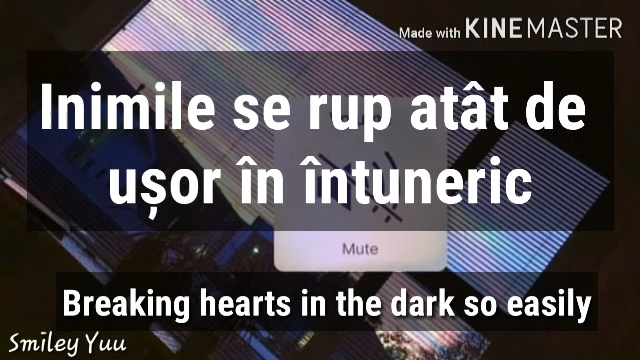 Made with KINEMASTER
Inimile se rup atât de
ușor în întuneric
Mute
Breaking hearts in the dark so easily
Smiley Yuu